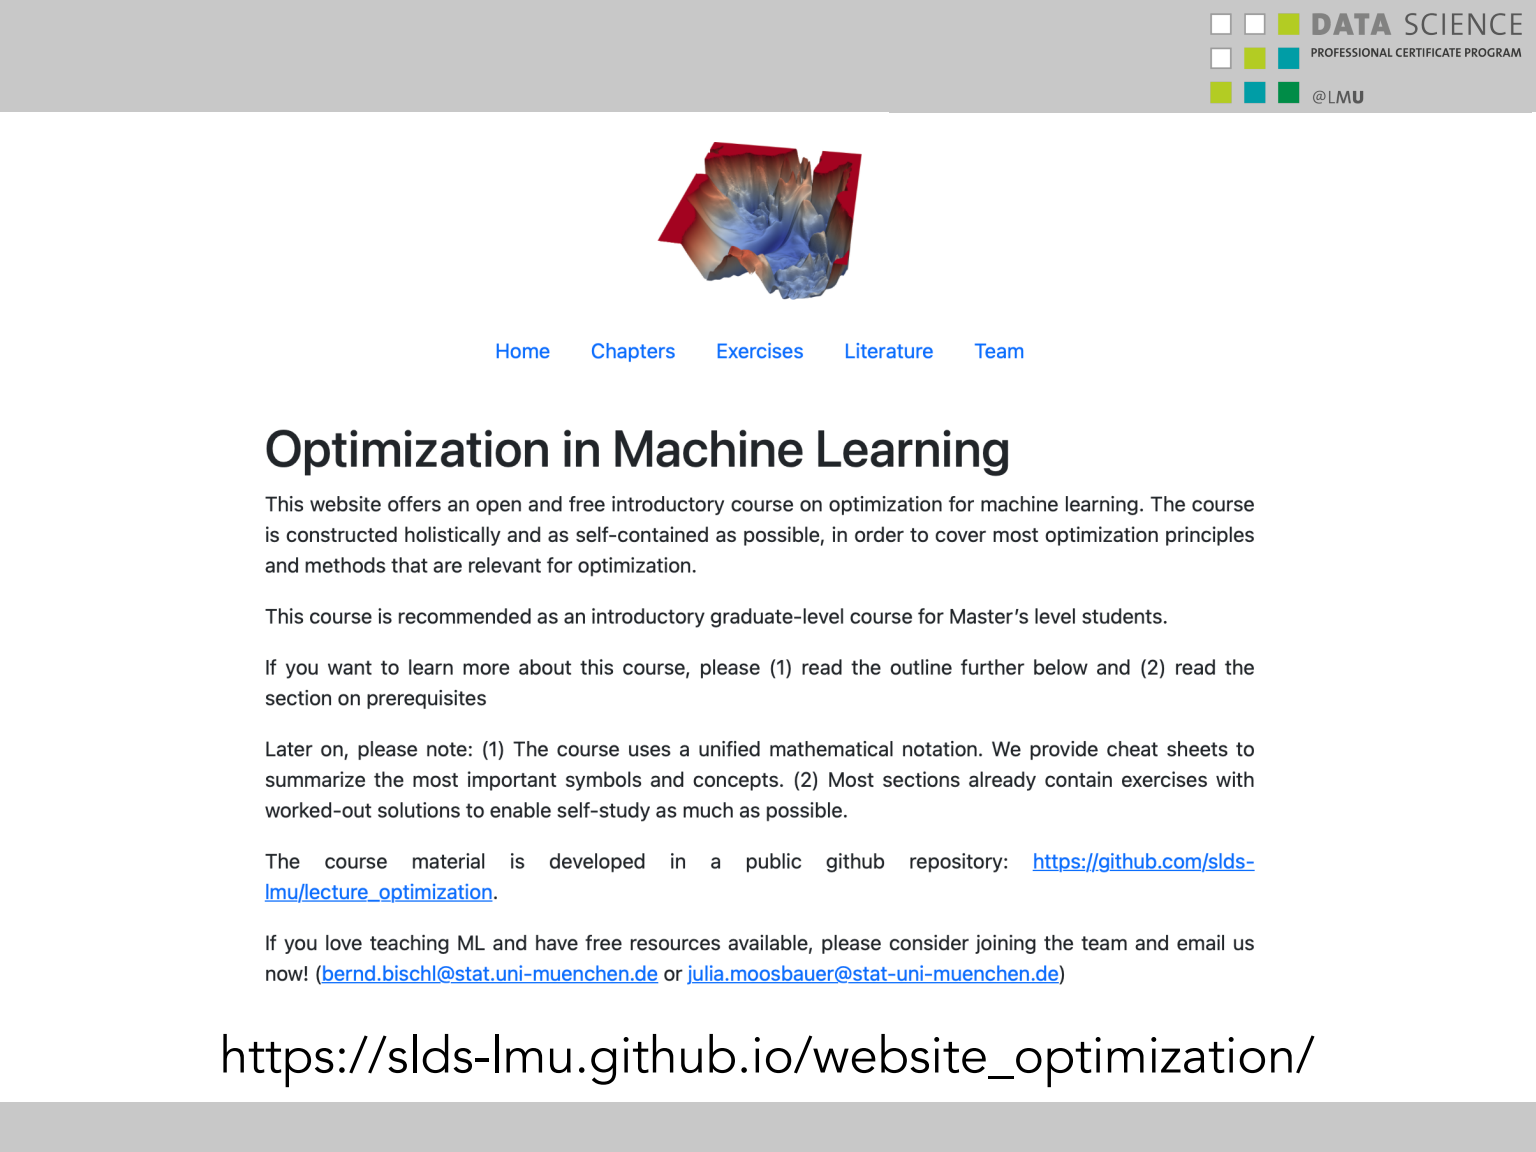 DATA SCIENCE
PROFESSIONAL CERTIFICATE PROGRAM
@LMU
Home Chapters Exercises Literature Team
Optimization in Machine Learning
This website offers an open and free introductory course on optimization for machine learning. The course
is constructed holistically and as self-contained as possible, in order to cover most optimization principles
and methods that are relevant for optimization.
This course is recommended as an introductory graduate-level course for Master’s level students.
If you want to learn more about this course, please (1) read the outline further below and (2) read the
section on prerequisites
Later on, please note: (1) The course uses a unified mathematical notation. We provide cheat sheets to
summarize the most important symbols and concepts. (2) Most sections already contain exercises with
worked-out solutions to enable self-study as much as possible.
The course material is developed in a public github repository: https://github.com/slds-
lmu/lecture_optimization.
If you love teaching ML and have free resources available, please consider joining the team and email us
now! (bernd.bischl@stat.uni-muenchen.de or julia.moosbauer@stat-uni-muenchen.de)
https://slds-lmu.github.io/website_optimization/